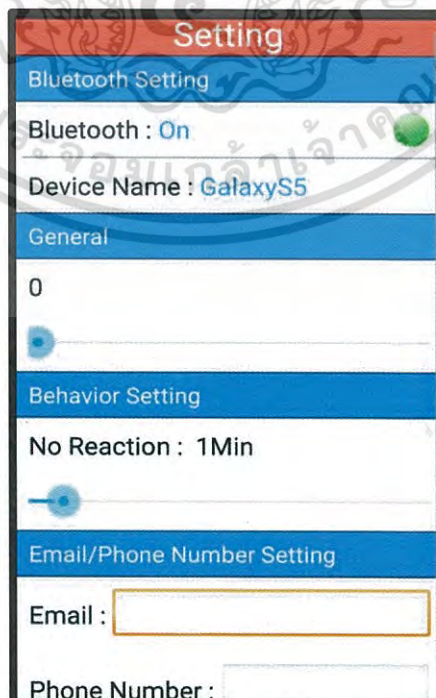 Setting
Bluetooth Setting
Bluetooth : On
Device Name : GalaxyS5
General
0
Behavior Setting
No Reaction : 1Min
Email/Phone Number Setting
Email :
Phone Number :